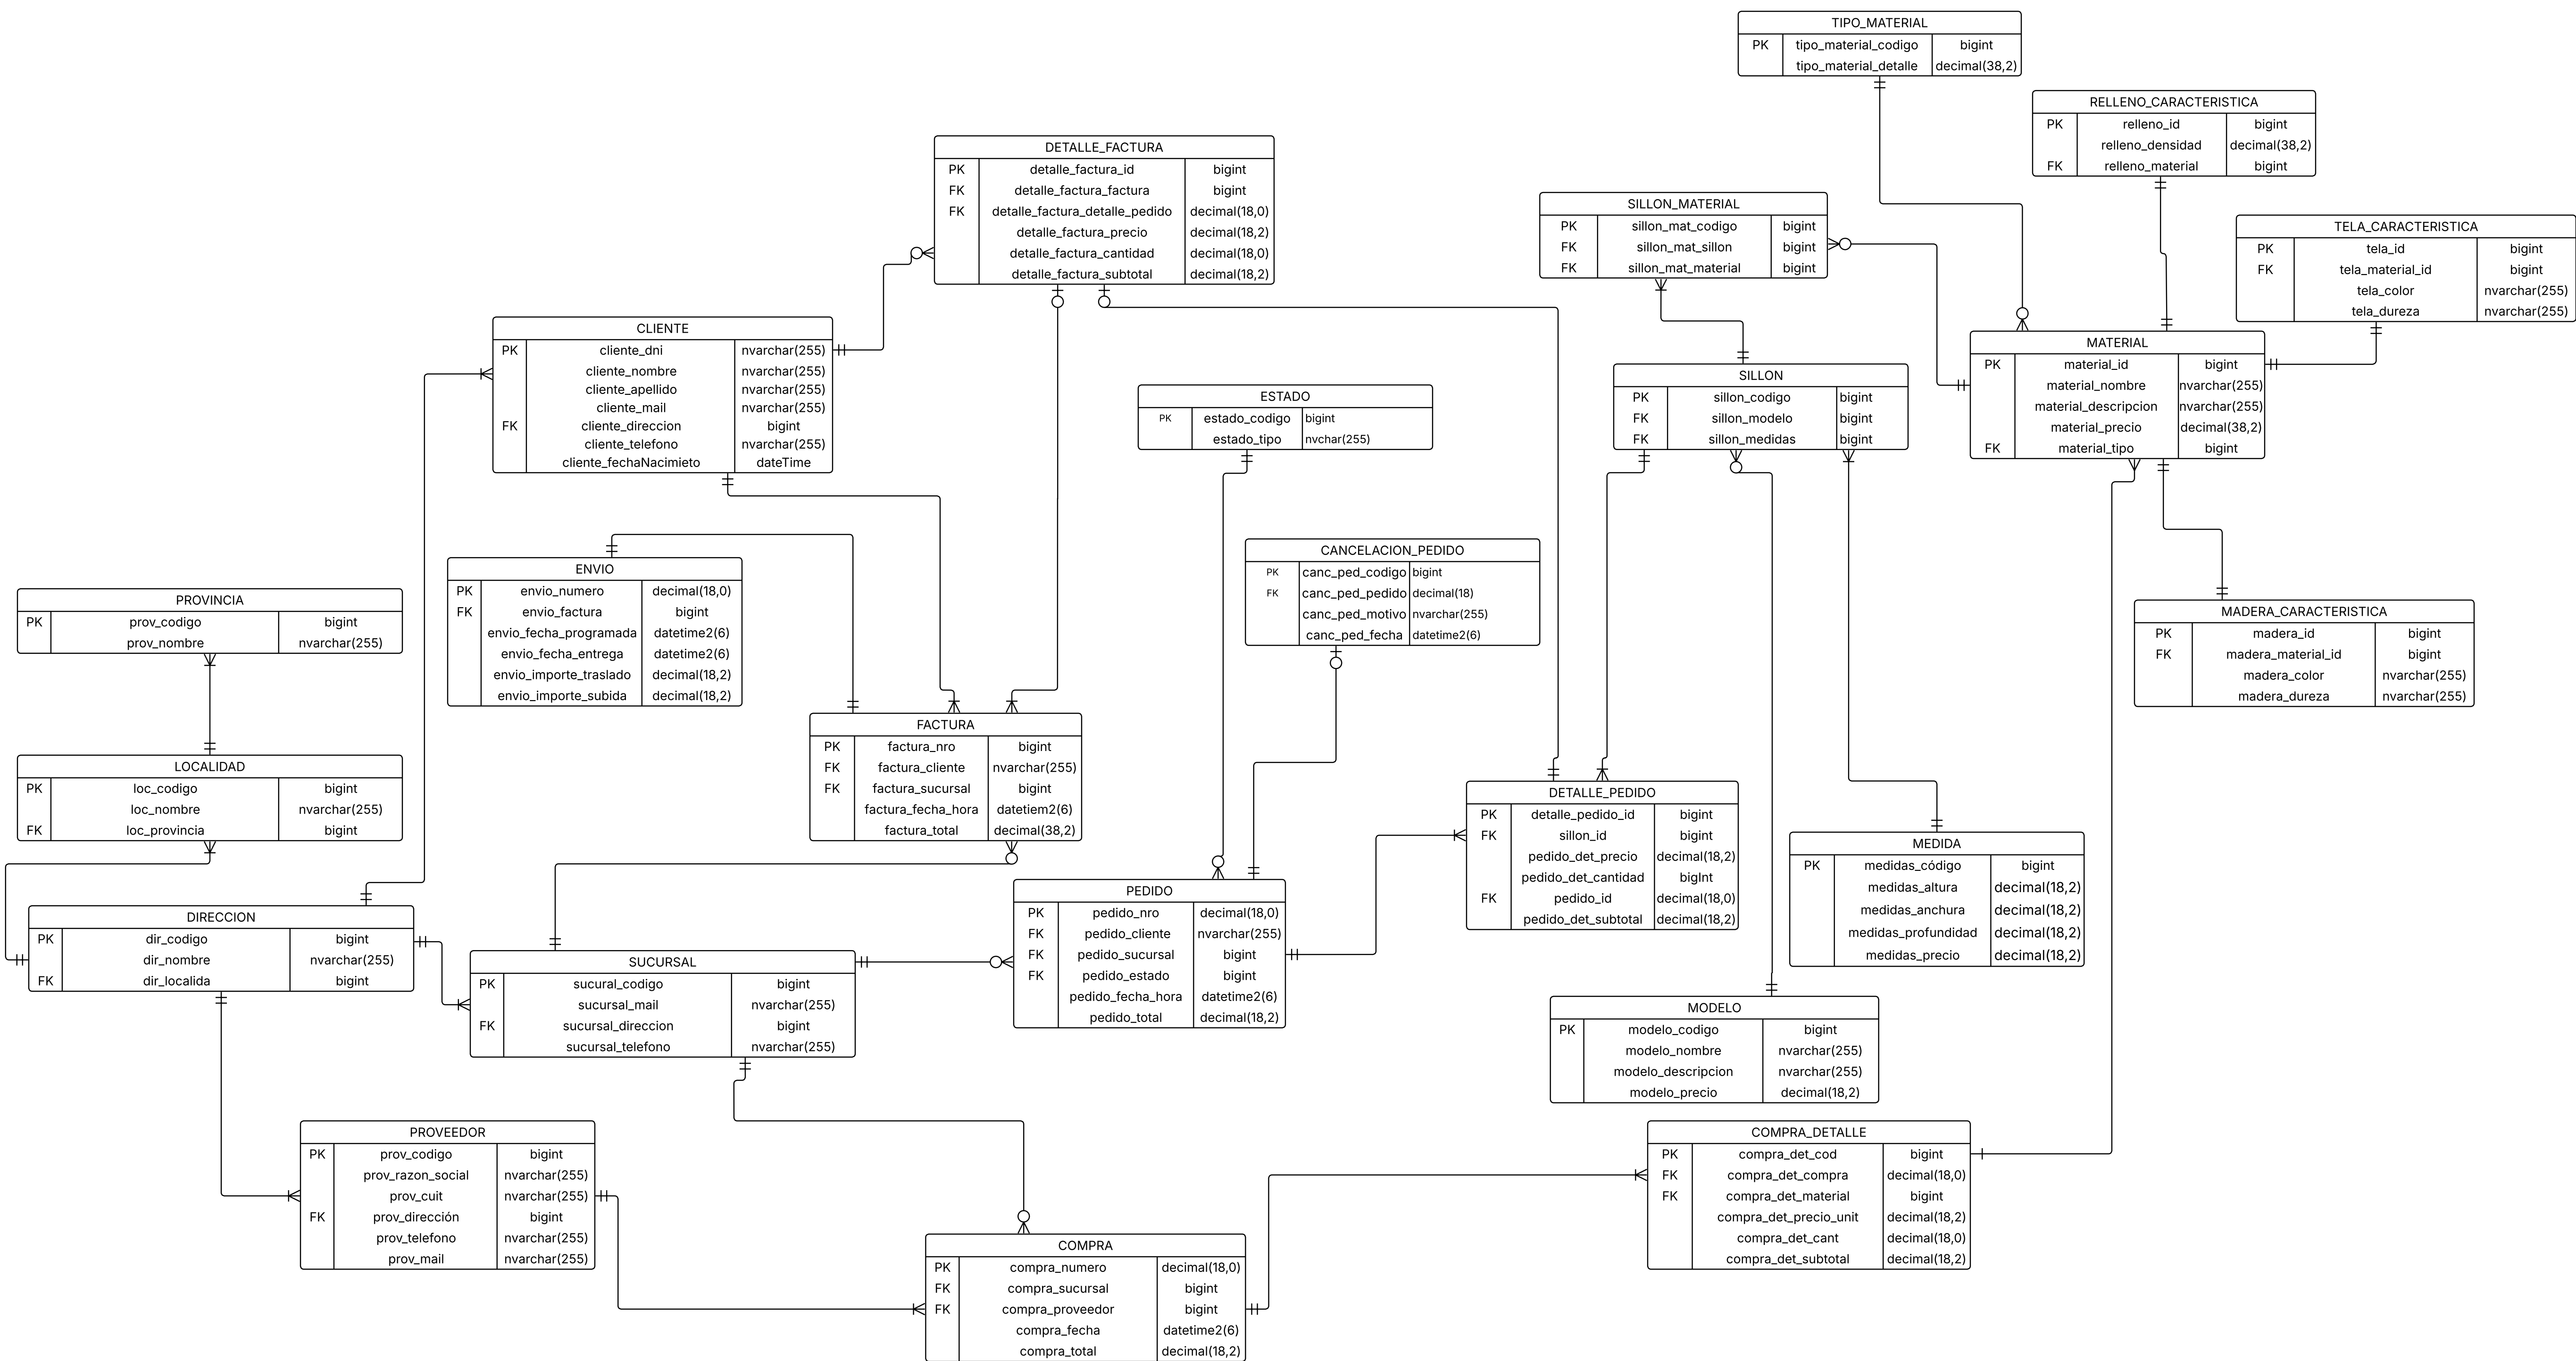 TIPO_MATERIAL
PK tipo_material_codigo bigint
tipo_material_detalle decimal(38,2)
RELLENO_CARACTERISTICA
PK relleno_id bigint
relleno_densidad decimal(38,2)
FK relleno_material bigint
DETALLE_FACTURA
PK detalle_factura_id bigint
FK detalle_factura_factura bigint
FK detalle_factura_detalle_pedido decimal(18,0)
detalle_factura_precio decimal(18,2)
detalle_factura_cantidad decimal(18,0)
detalle_factura_subtotal decimal(18,2)
SILLON_MATERIAL
PK sillon_mat_codigo bigint
FK sillon_mat_sillon bigint
FK sillon_mat_material bigint
TELA_CARACTERISTICA
PK tela_id bigint
FK tela_material_id bigint
tela_color nvarchar(255)
tela_dureza nvarchar(255)
CLIENTE
PK cliente_dni nvarchar(255)
cliente_nombre nvarchar(255)
cliente_apellido nvarchar(255)
cliente_mail nvarchar(255)
FK cliente_direccion bigint
cliente_telefono nvarchar(255)
cliente_fechaNacimieto dateTime
MATERIAL
PK material_id bigint
material_nombre nvarchar(255)
material_descripcion nvarchar(255)
material_precio decimal(38,2)
FK material_tipo bigint
SILLON
PK sillon_codigo bigint
FK sillon_modelo bigint
FK sillon_medidas bigint
ESTADO
PK estado_codigo bigint
estado_tipo nvchar(255)
CANCELACION_PEDIDO
PK canc_ped_codigo bigint
FK canc_ped_pedido decimal(18)
canc_ped_motivo nvarchar(255)
canc_ped_fecha datetime2(6)
ENVIO
PK envio_numero decimal(18,0)
FK envio_factura bigint
envio_fecha_programada datetime2(6)
envio_fecha_entrega datetime2(6)
envio_importe_traslado decimal(18,2)
envio_importe_subida decimal(18,2)
PROVINCIA
PK prov_codigo bigint
prov_nombre nvarchar(255)
MADERA_CARACTERISTICA
PK madera_id bigint
FK madera_material_id bigint
madera_color nvarchar(255)
madera_dureza nvarchar(255)
FACTURA
PK factura_nro bigint
FK factura_cliente nvarchar(255)
FK factura_sucursal bigint
factura_fecha_hora datetiem2(6)
factura_total decimal(38,2)
LOCALIDAD
PK loc_codigo bigint
loc_nombre nvarchar(255)
FK loc_provincia bigint
DETALLE_PEDIDO
PK detalle_pedido_id bigint
FK sillon_id bigint
pedido_det_precio decimal(18,2)
pedido_det_cantidad bigInt
FK pedido_id decimal(18,0)
pedido_det_subtotal decimal(18,2)
MEDIDA
PK medidas_código bigint
medidas_altura decimal(18,2)
medidas_anchura decimal(18,2)
medidas_profundidad decimal(18,2)
medidas_precio decimal(18,2)
PEDIDO
PK pedido_nro decimal(18,0)
FK pedido_cliente nvarchar(255)
FK pedido_sucursal bigint
FK pedido_estado bigint
pedido_fecha_hora datetime2(6)
pedido_total decimal(18,2)
DIRECCION
PK dir_codigo bigint
dir_nombre nvarchar(255)
FK dir_localida bigint
SUCURSAL
PK sucural_codigo bigint
sucursal_mail nvarchar(255)
FK sucursal_direccion bigint
sucursal_telefono nvarchar(255)
MODELO
PK modelo_codigo bigint
modelo_nombre nvarchar(255)
modelo_descripcion nvarchar(255)
modelo_precio decimal(18,2)
PROVEEDOR
PK prov_codigo bigint
prov_razon_social nvarchar(255)
prov_cuit nvarchar(255)
FK prov_dirección bigint
prov_telefono nvarchar(255)
prov_mail nvarchar(255)
COMPRA_DETALLE
PK compra_det_cod bigint
FK compra_det_compra decimal(18,0)
FK compra_det_material bigint
compra_det_precio_unit decimal(18,2)
compra_det_cant decimal(18,0)
compra_det_subtotal decimal(18,2)
COMPRA
PK compra_numero decimal(18,0)
FK compra_sucursal bigint
FK compra_proveedor bigint
compra_fecha datetime2(6)
compra_total decimal(18,2)